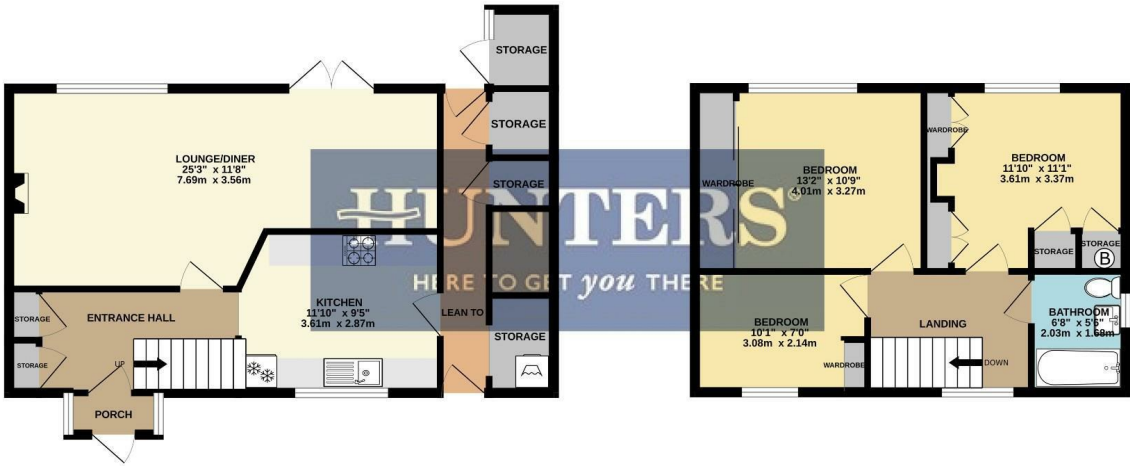 STORAGE
STORAGE
STORAGE
LOUNGE/DINER
25'3" x 11'8"
7.69m x 3.56m
KITCHEN
11'10" x 9'5"
3.61m x 2.87m
STORAGE
STORAGE
ENTRANCE HALL
UP
PORCH
LEAN TO
STORAGE
HUNTERS®
HERE TO GET you THERE
WARDROBE
BEDROOM
13'2" x 10'9"
4.01m x 3.27m
WARDROBE
BEDROOM
11'10" x 11'1"
3.61m x 3.37m
STORAGE
STORAGE
B
BEDROOM
10'1" x 7'0"
3.08m x 2.14m
WARDROBE
LANDING
DOWN
BATHROOM
6'8" x 5'6"
2.03m x 1.68m